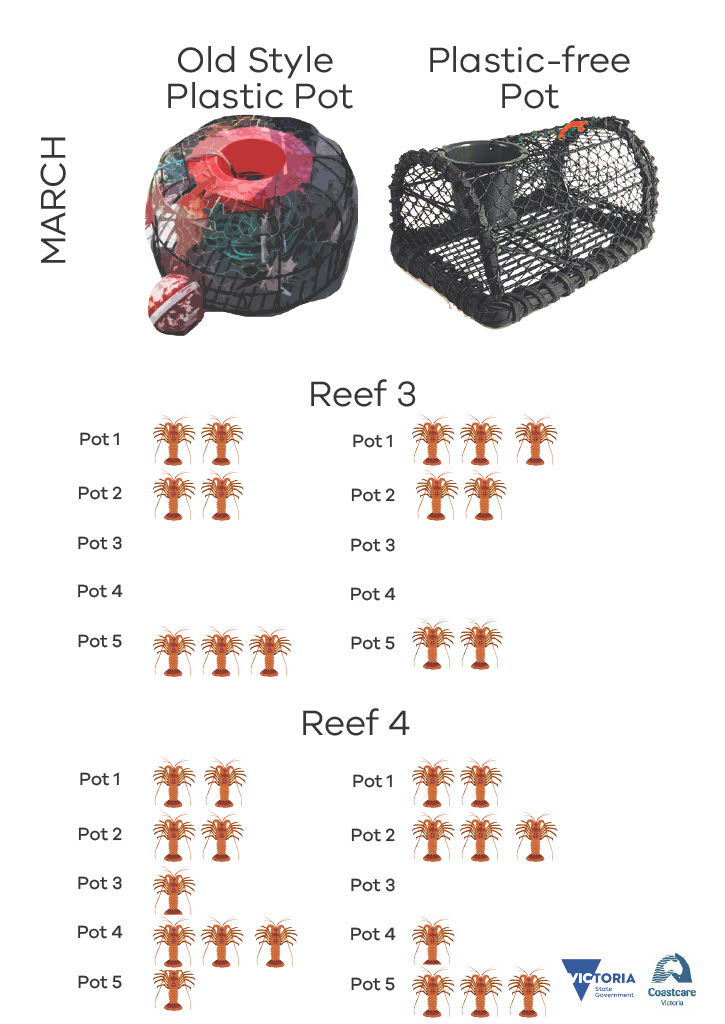 Old Style
Plastic Pot
Plastic-free
Pot
MARCH
Reef 3
Pot 1
Pot 1
Pot 2
Pot 2
Pot 3
Pot 3
Pot 4
Pot 4
Pot 5
Pot 5
Reef 4
Pot 1
Pot 1
Pot 2
Pot 2
Pot 3
Pot 3
Pot 4
Pot 4
Pot 5
Pot 5
VICTORIA
State
Government
Coastcare
Victoria